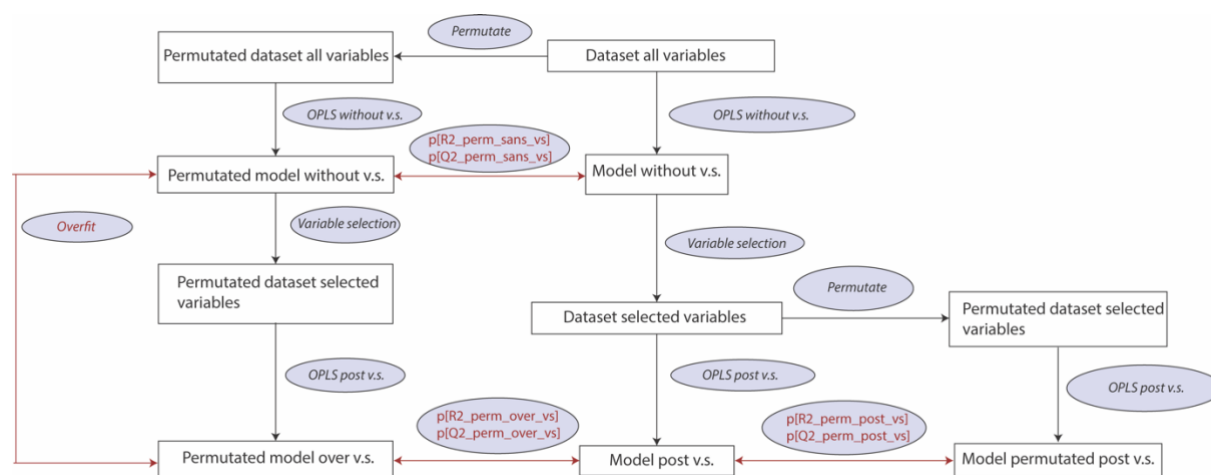 Permutate
Permutated dataset all variables
Dataset all variables
OPLS without v.s.
OPLS without v.s.
p[R2_perm_sans_vs]
p[Q2_perm_sans_vs]
Permutated model without v.s.
Model without v.s.
Overfit
Variable selection
Variable selection
Permutated dataset selected
variables
Permutate
Dataset selected variables
Permutated dataset selected
variables
OPLS post v.s.
OPLS post v.s.
OPLS post v.s.
p[R2_perm_over_vs]
p[Q2_perm_over_vs]
p[R2_perm_post_vs]
p[Q2_perm_post_vs]
Permutated model over v.s.
Model post v.s.
Model permutated post v.s.